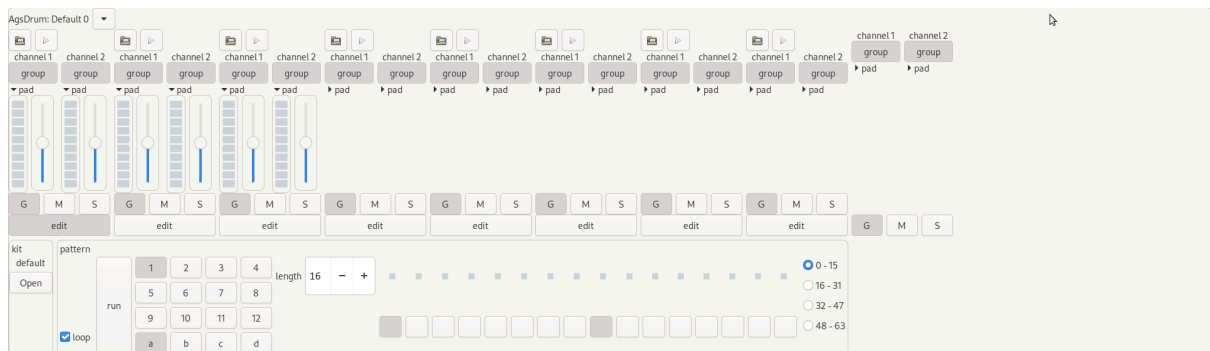 AgsDrum: Default 0
channel 1 channel 2
channel 1 channel 2 channel 1 channel 2 channel 1 channel 2 channel 1 channel 2 channel 1 channel 2 channel 1 channel 2 channel 1 channel 2 channel 1 channel 2
group group
group group group group group group group group group group group group group group group group
pad pad
pad pad pad pad pad pad pad pad pad pad pad pad pad pad pad pad
G M S G M S G M S G M S G M S G M S G M S G M S
edit edit edit edit edit edit edit edit G M S
kit pattern
default 1 2 3 4 0 - 15
Open length 16 − +
16 - 31
5 6 7 8
run 32 - 47
9 10 11 12
48 - 63
loop
a b c d